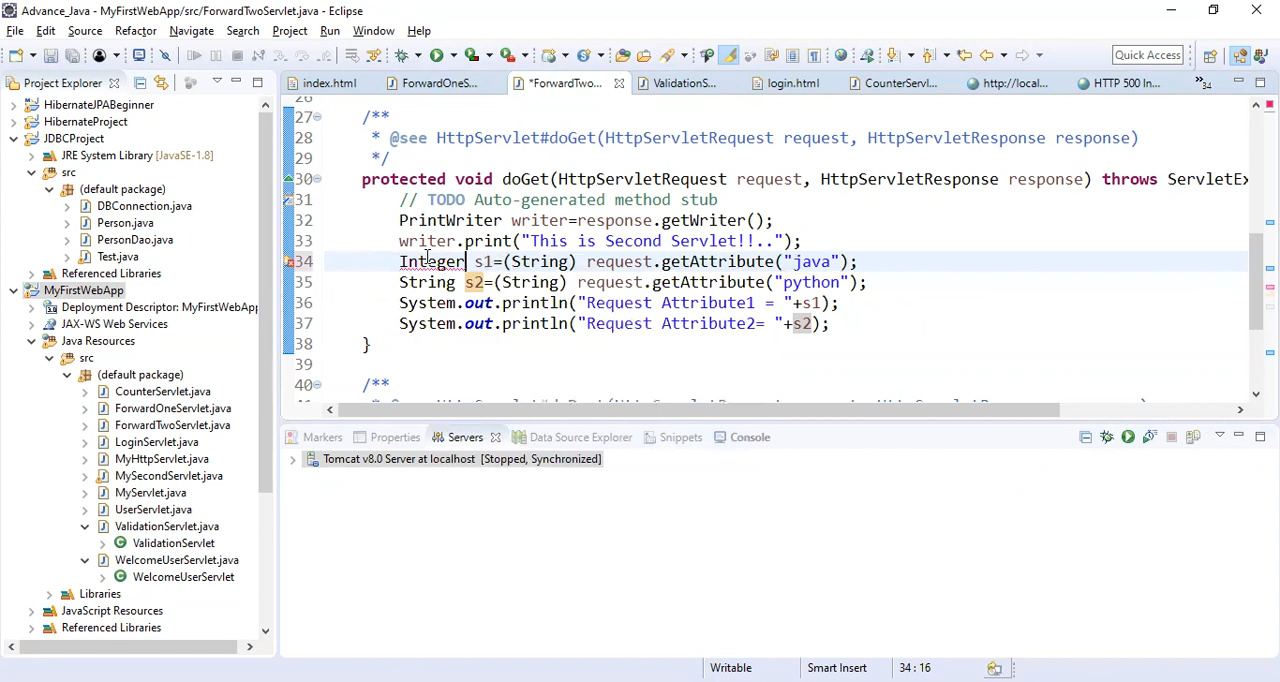 Advance_Java - MyFirstWebApp/src/ForwardTwoServlet.java - Eclipse
File Edit Source Refactor Navigate Search Project Run Window Help
Quick Access
Project Explorer
index.html
ForwardOneS...
*ForwardTwo...
ValidationS...
login.html
CounterServl...
http://local...
HTTP 500 In...
34
HibernateJPABeginner
HibernateProject
JDBCProject
JRE System Library [JavaSE-1.8]
src
(default package)
DBConnection.java
Person.java
PersonDao.java
Test.java
Referenced Libraries
MyFirstWebApp
Deployment Descriptor: MyFirstWebApp
JAX-WS Web Services
Java Resources
src
(default package)
CounterServlet.java
ForwardOneServlet.java
ForwardTwoServlet.java
LoginServlet.java
MyHttpServlet.java
MySecondServlet.java
MyServlet.java
UserServlet.java
ValidationServlet.java
ValidationServlet
WelcomeUserServlet.java
WelcomeUserServlet
Libraries
JavaScript Resources
Referenced Libraries
26
27 /**
28 * @see HttpServlet#doGet(HttpServletRequest request, HttpServletResponse response)
29 */
30 protected void doGet(HttpServletRequest request, HttpServletResponse response) throws ServletEx
31 // TODO Auto-generated method stub
32 PrintWriter writer=response.getWriter();
33 writer.print("This is Second Servlet!!..");
34 Integer s1=(String) request.getAttribute("java");
35 String s2=(String) request.getAttribute("python");
36 System.out.println("Request Attribute1 = "+s1);
37 System.out.println("Request Attribute2= "+s2);
38 }
39
40 /**
Markers Properties Servers Data Source Explorer Snippets Console
Tomcat v8.0 Server at localhost [Stopped, Synchronized]
Writable Smart Insert 34 : 16